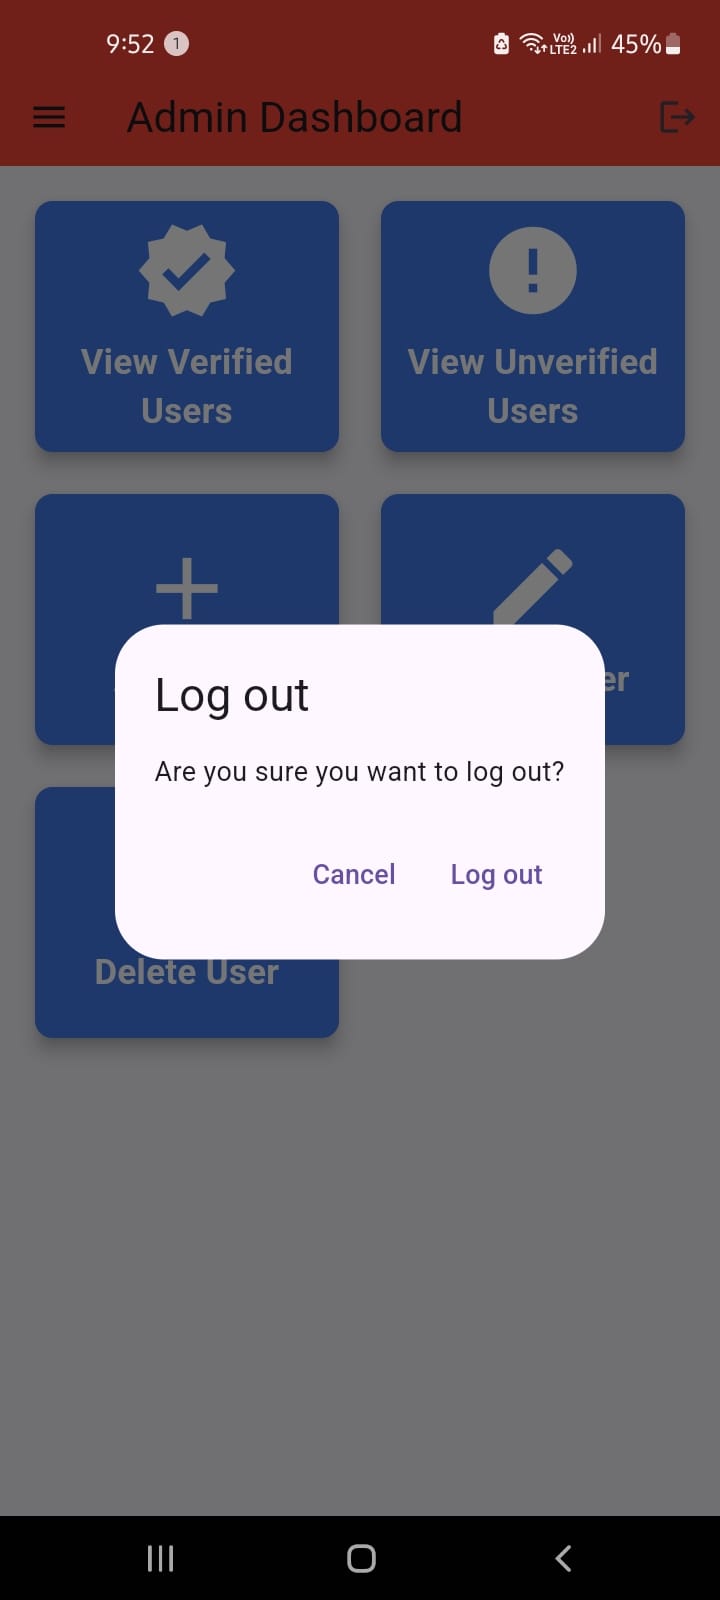 9:52 1 Vo)) LTE2 45%
Admin Dashboard
View Verified
Users
View Unverified
Users
er
Log out
Are you sure you want to log out?
Cancel Log out
Delete User